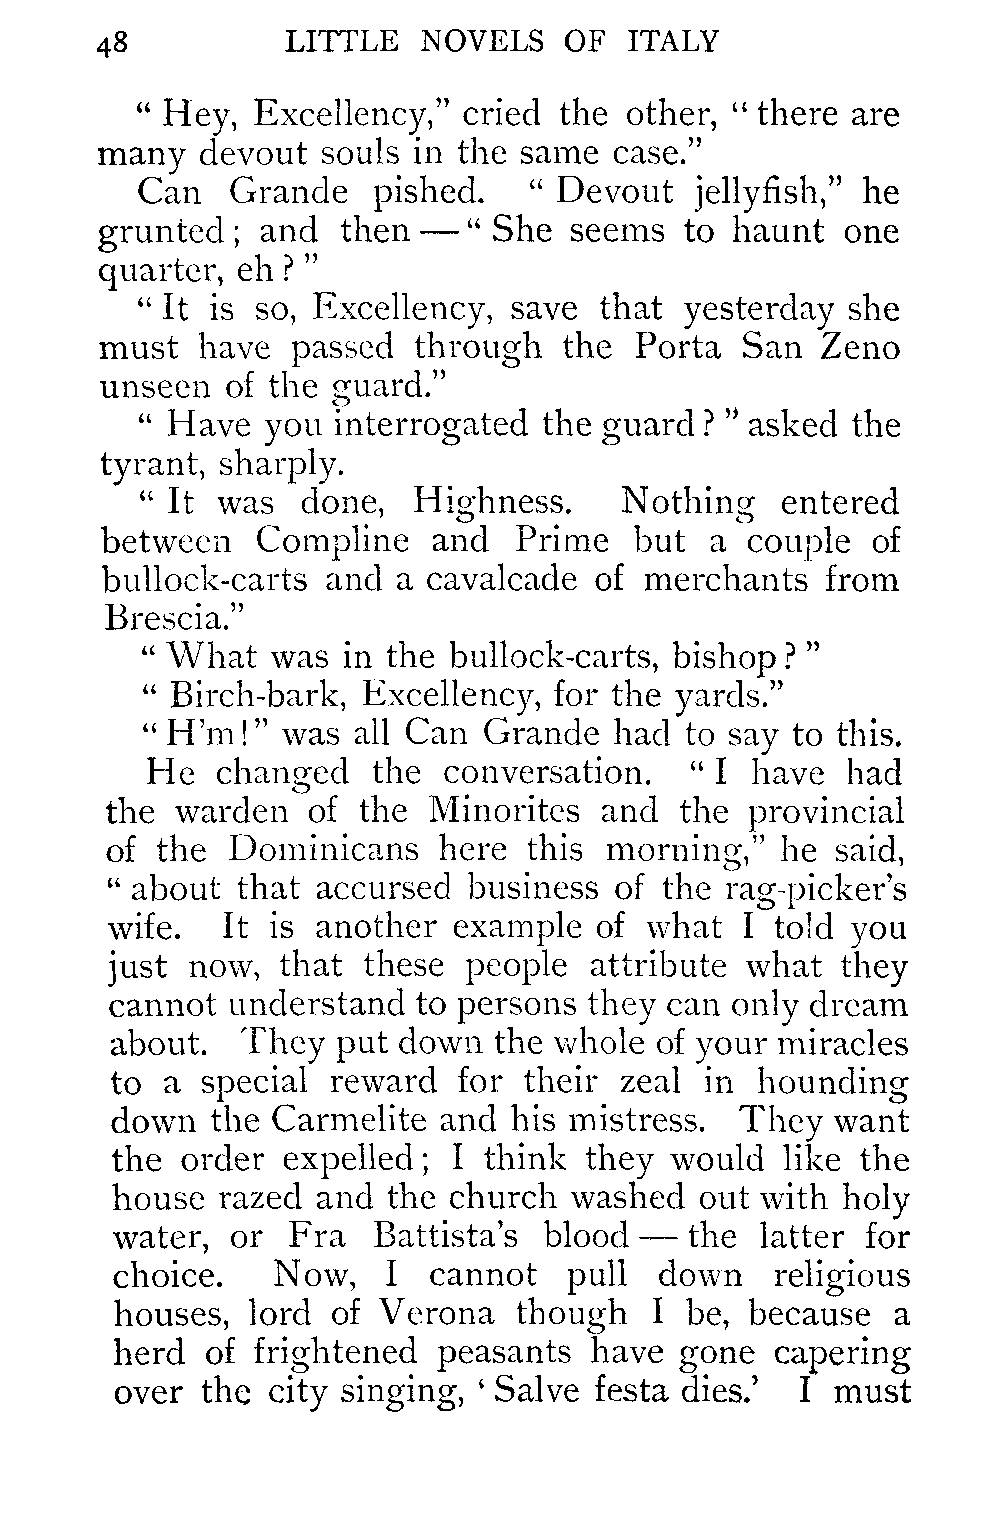 48 LITTLE NOVELS OF ITALY
“ Hey, Excellency,” cried the other, “ there are
many devout souls in the same case.”
Can Grande pished. “ Devout jellyfish,” he
grunted ; and then — “ She seems to haunt one
quarter, eh ? ”
“ It is so, Excellency, save that yesterday she
must have passed through the Porta San Zeno
unseen of the guard.”
“ Have you interrogated the guard ? ” asked the
tyrant, sharply.
“ It was done, Highness. Nothing entered
between Compline and Prime but a couple of
bullock-carts and a cavalcade of merchants from
Brescia.”
“ What was in the bullock-carts, bishop ? ”
“ Birch-bark, Excellency, for the yards.”
“ H’m ! ” was all Can Grande had to say to this.
He changed the conversation. “ I have had
the warden of the Minorites and the provincial
of the Dominicans here this morning,” he said,
“ about that accursed business of the rag-picker’s
wife. It is another example of what I told you
just now, that these people attribute what they
cannot understand to persons they can only dream
about. They put down the whole of your miracles
to a special reward for their zeal in hounding
down the Carmelite and his mistress. They want
the order expelled ; I think they would like the
house razed and the church washed out with holy
water, or Fra Battista’s blood — the latter for
choice. Now, I cannot pull down religious
houses, lord of Verona though I be, because a
herd of frightened peasants have gone capering
over the city singing, ‘ Salve festa dies.’ I must